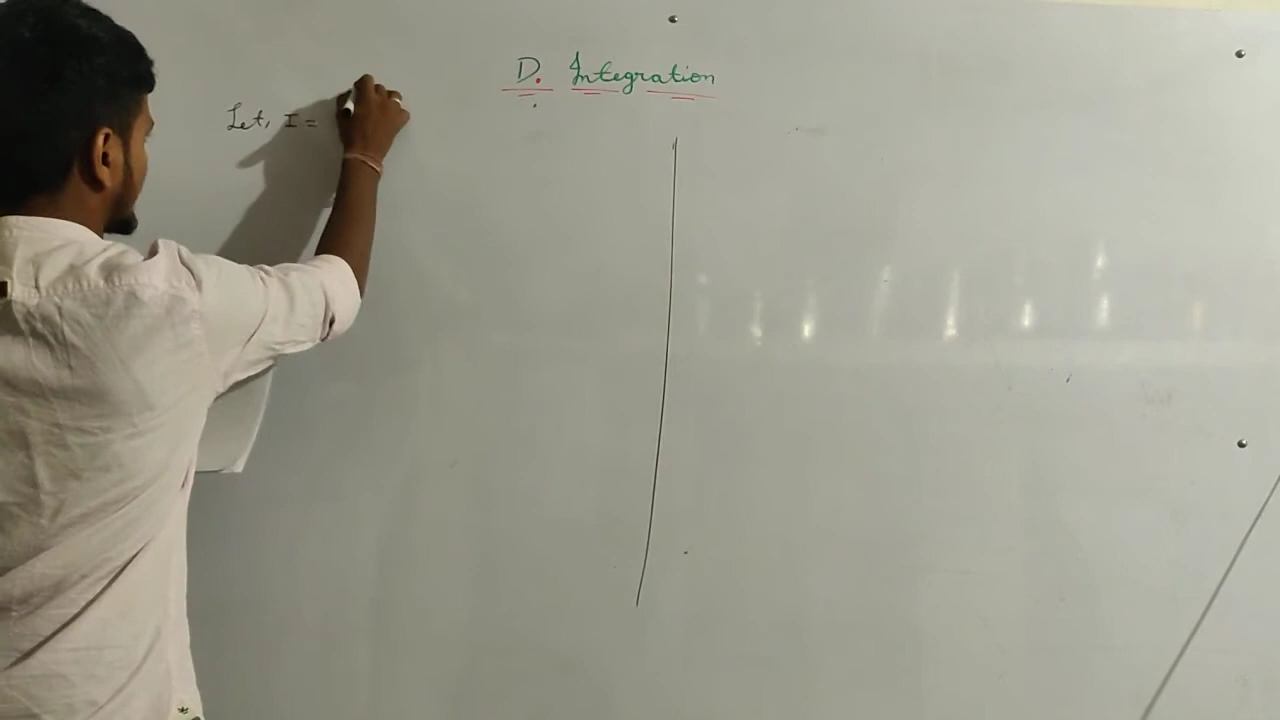 D. Integration
Let, I =